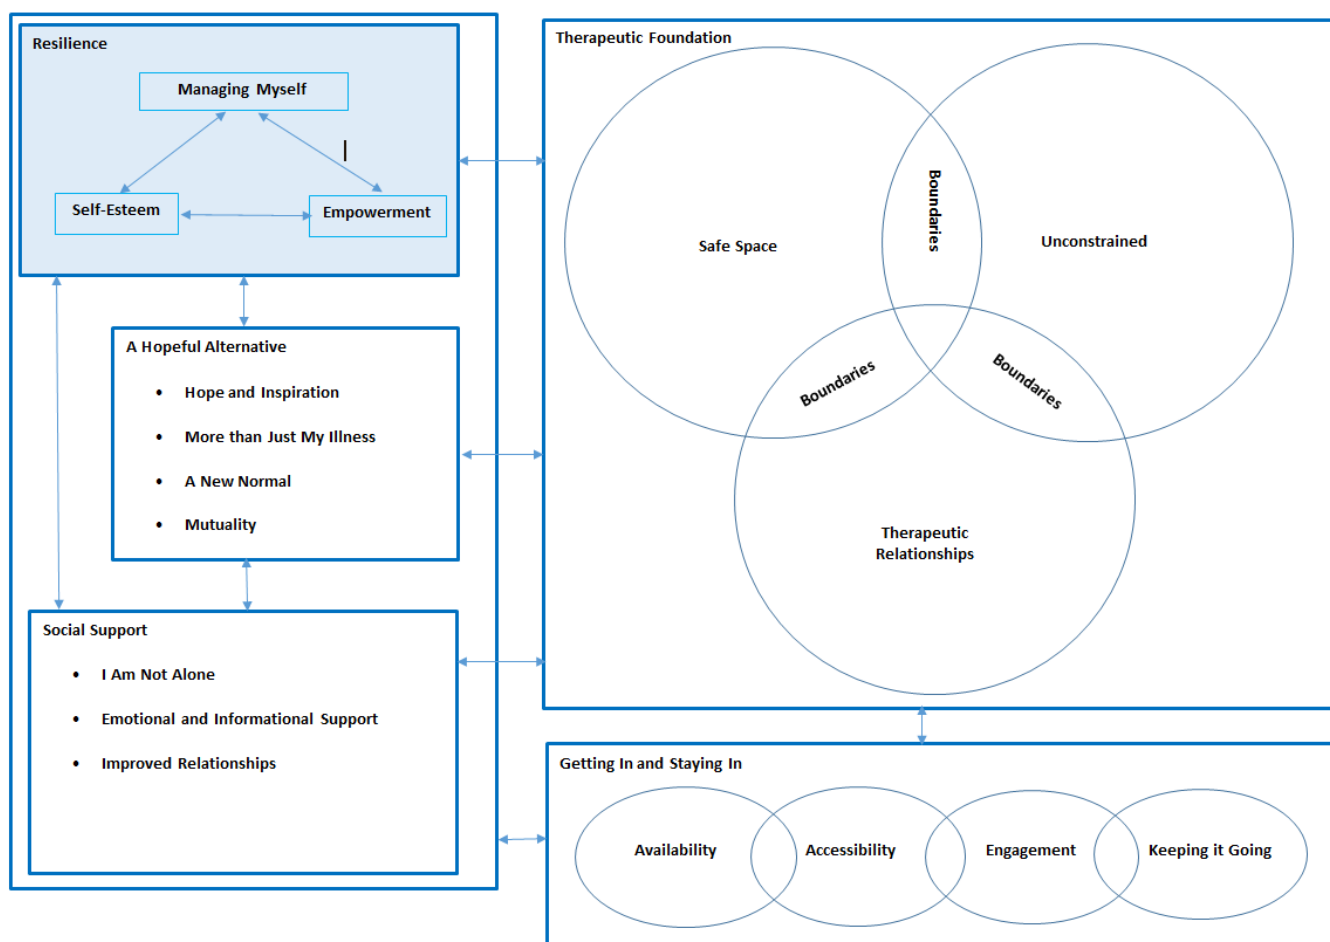 Resilience
Managing Myself
Self-Esteem
Empowerment
A Hopeful Alternative
• Hope and Inspiration
• More than Just My Illness
• A New Normal
• Mutuality
Social Support
• I Am Not Alone
• Emotional and Informational Support
• Improved Relationships
Therapeutic Foundation
Safe Space
Boundaries
Unconstrained
Boundaries
Boundaries
Therapeutic
Relationships
Getting In and Staying In
Availability
Accessibility
Engagement
Keeping it Going